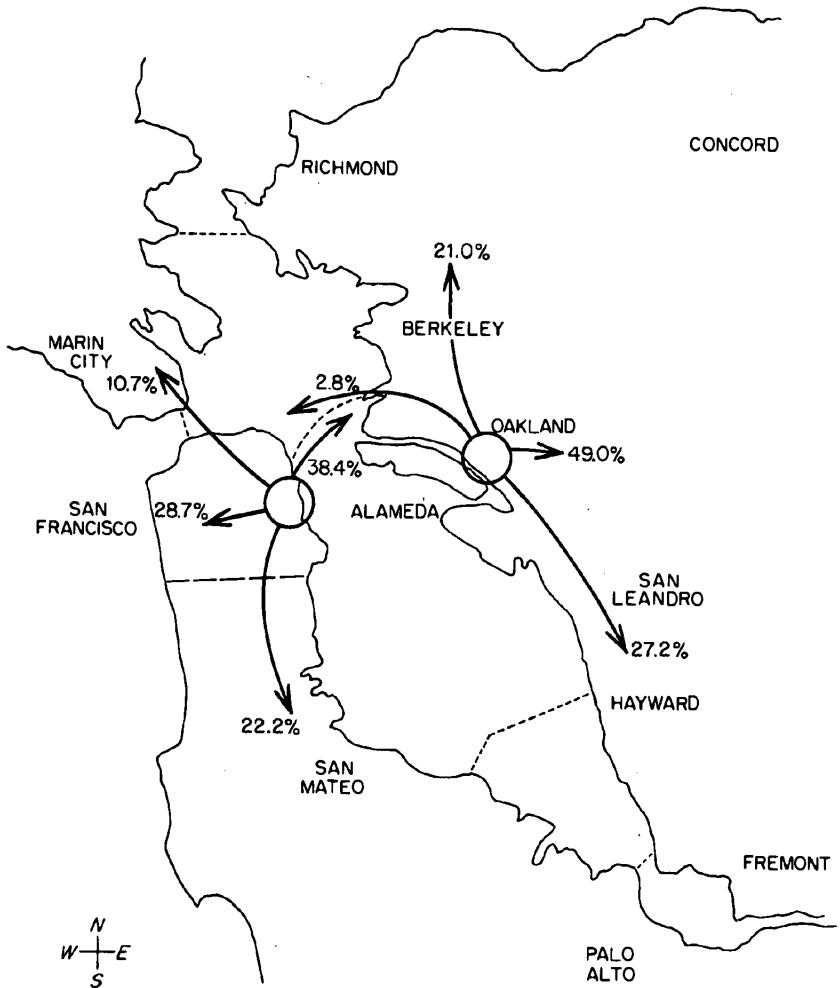 CONCORD
RICHMOND
21.0%
BERKELEY
MARIN
CITY
10.7%
2.8%
OAKLAND
49.0%
38.4%
SAN
FRANCISCO
28.7%
ALAMEDA
SAN
LEANDRO
27.2%
HAYWARD
22.2%
SAN
MATEO
FREMONT
PALO
ALTO
N
W E
S